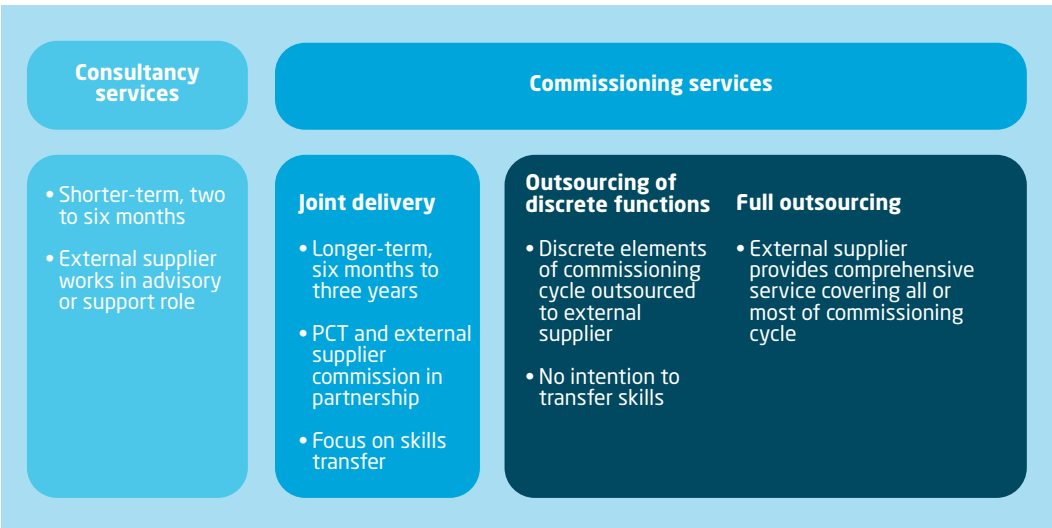 Consultancy
services
Commissioning services
• Shorter-term, two
to six months
• External supplier
works in advisory
or support role
Joint delivery
• Longer-term,
six months to
three years
• PCT and external
supplier
commission in
partnership
• Focus on skills
transfer
Outsourcing of
discrete functions
• Discrete elements
of commissioning
cycle outsourced
to external
supplier
• No intention to
transfer skills
Full outsourcing
• External supplier
provides comprehensive
service covering all or
most of commissioning
cycle